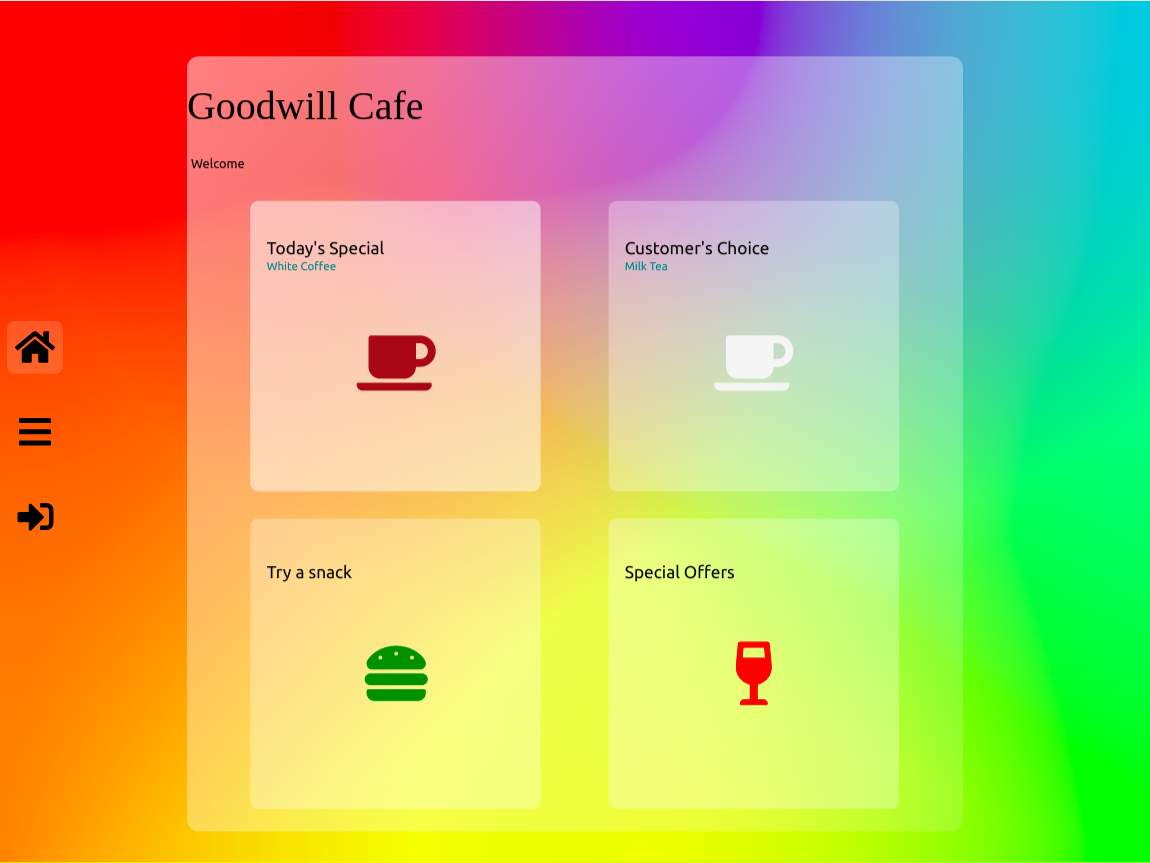 Goodwill Cafe
Welcome
Today's Special
White Coffee
Customer's Choice
Milk Tea
Try a snack
Special Offers